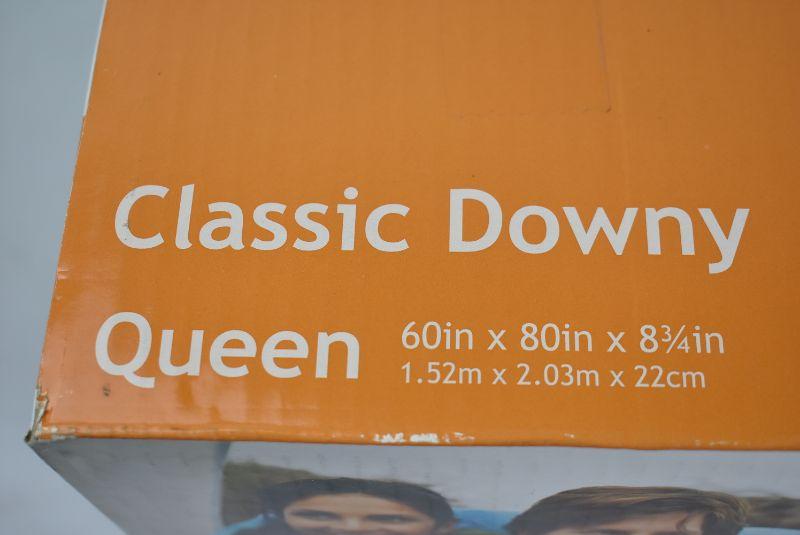 Classic Downy
Queen
60in x 80in x 8¾in
1.52m x 2.03m x 22cm